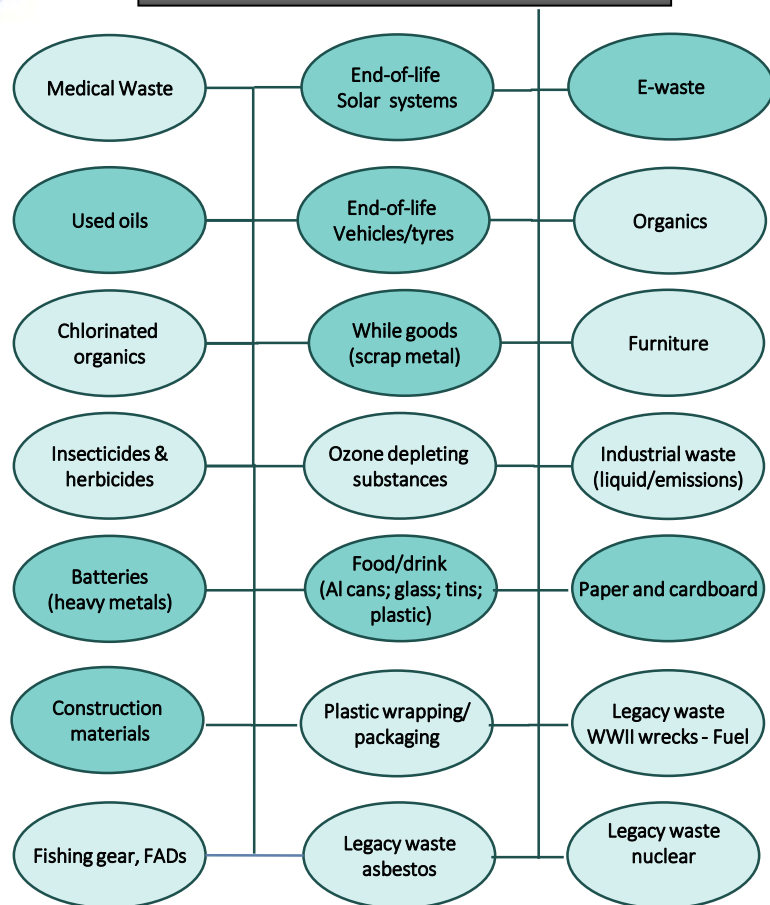 Medical Waste
End-of-life
Solar  systems
E-waste
Used oils
End-of-life
Vehicles/tyres
Organics
Chlorinated
organics
While goods
(scrap metal)
Furniture
Insecticides &
herbicides
Ozone depleting
substances
Industrial waste
(liquid/emissions)
Batteries
(heavy metals)
Food/drink
(Al cans; glass; tins;
plastic)
Paper and cardboard
Construction
materials
Plastic wrapping/
packaging
Legacy waste
WWII wrecks - Fuel
Fishing gear, FADs
Legacy waste
asbestos
Legacy waste
nuclear